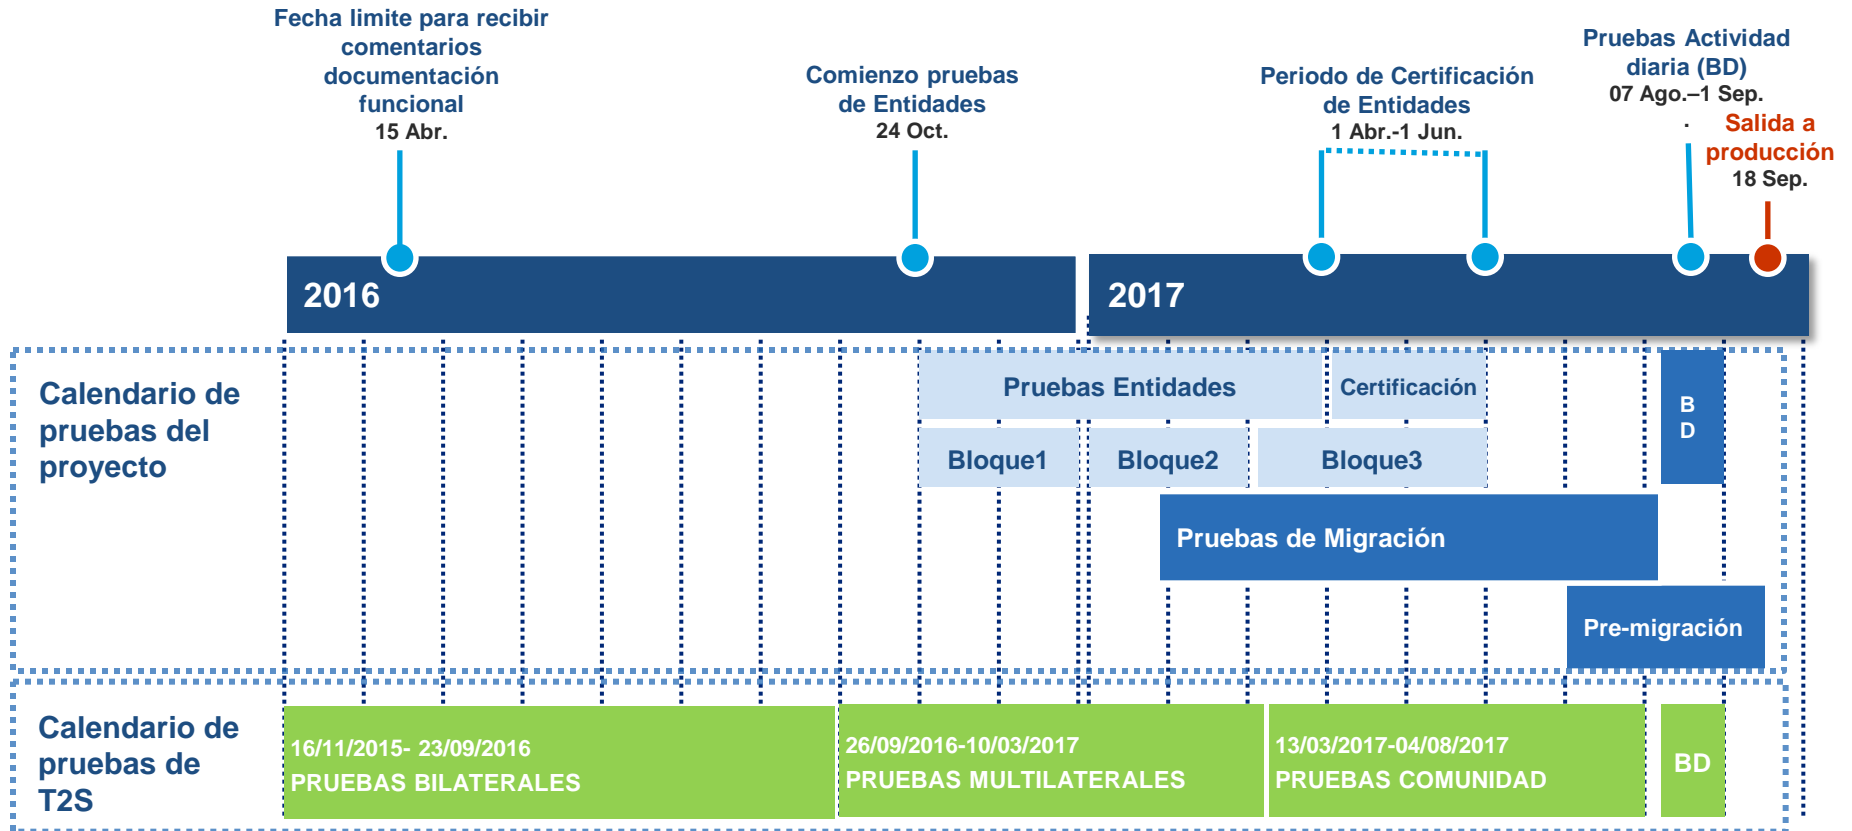 Fecha limite para recibir
comentarios
documentación
funcional
15 Abr.
Comienzo pruebas
de Entidades
24 Oct.
Periodo de Certificación
de Entidades
1 Abr.-1 Jun.
Pruebas Actividad
diaria (BD)
07 Ago.–1 Sep.
.
Salida a
producción
18 Sep.
2016
2017
Calendario de
pruebas del
proyecto
Pruebas Entidades
Certificación
B
D
Bloque1
Bloque2
Bloque3
Pruebas de Migración
Pre-migración
Calendario de
pruebas de
T2S
16/11/2015- 23/09/2016
PRUEBAS BILATERALES
26/09/2016-10/03/2017
PRUEBAS MULTILATERALES
13/03/2017-04/08/2017
PRUEBAS COMUNIDAD
BD